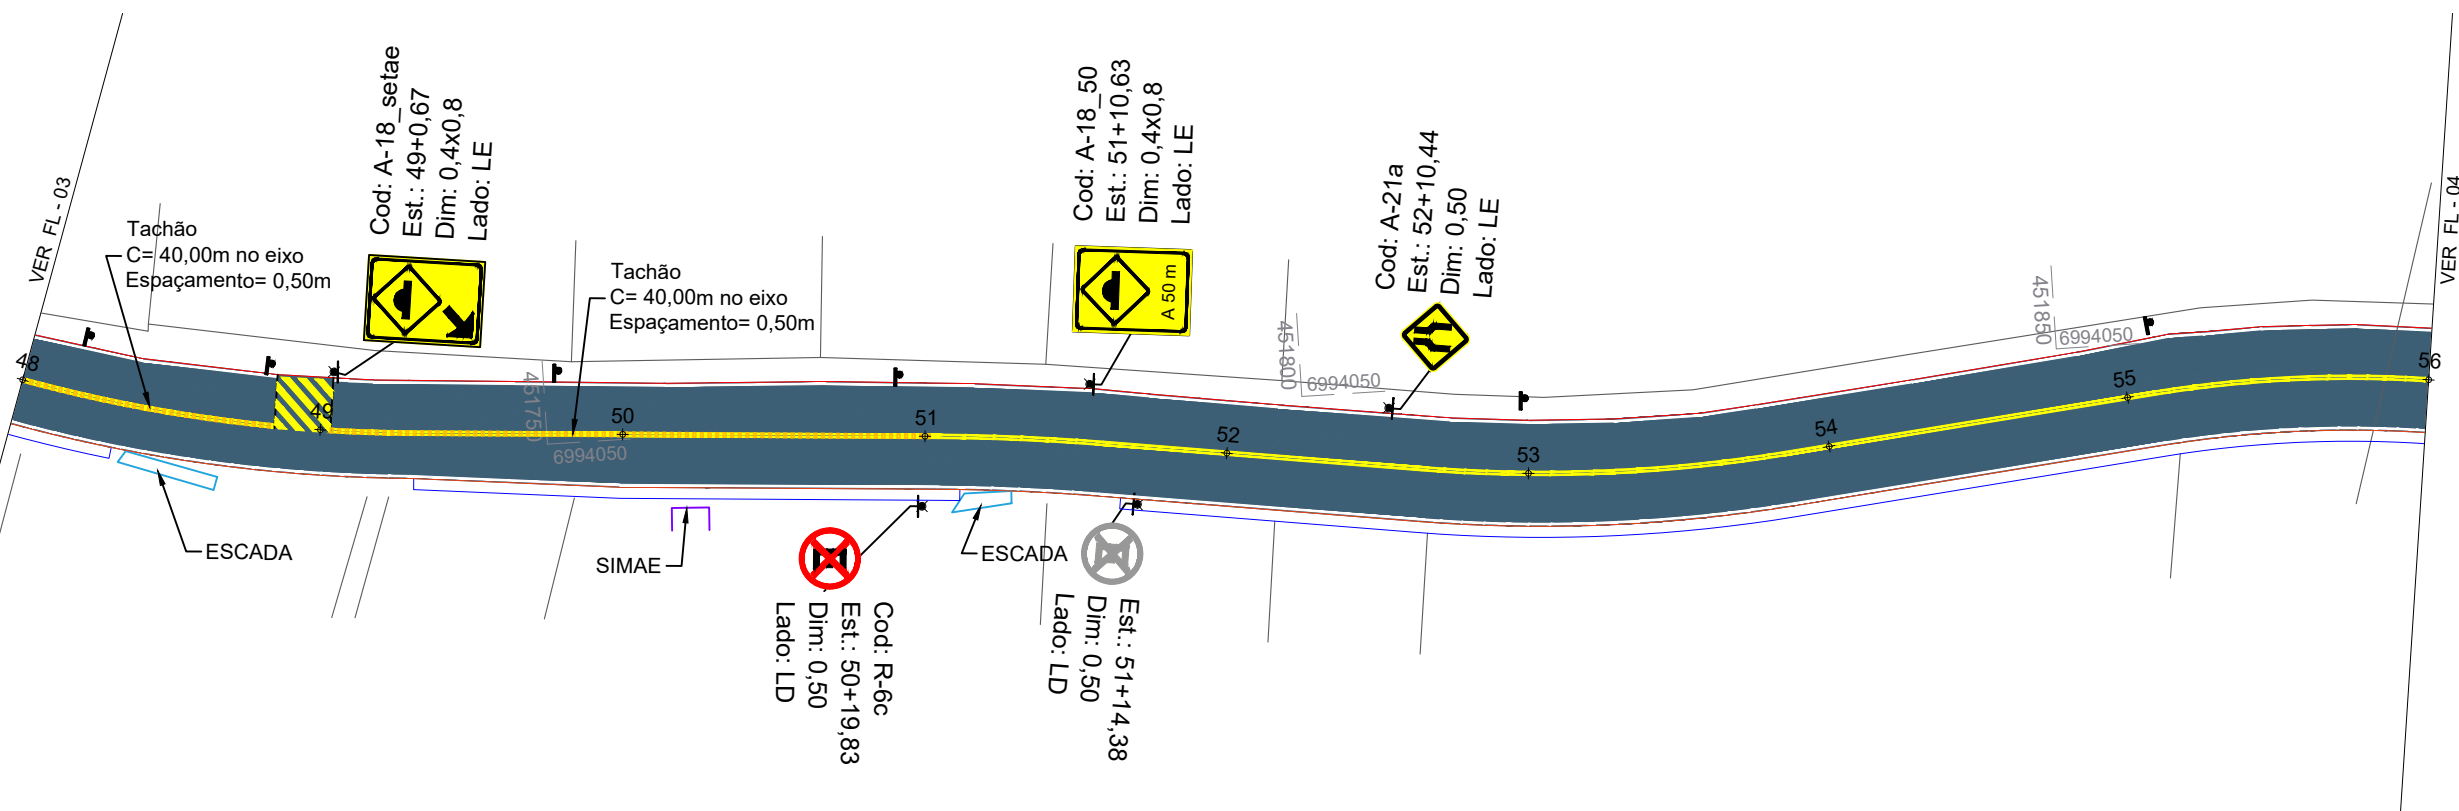 VER FL - 03
Tachão
C= 40,00m no eixo
Espaçamento= 0,50m
Cod: A-18_setae
Est.: 49+0,67
Dim: 0,4x0,8
Lado: LE
Tachão
C= 40,00m no eixo
Espaçamento= 0,50m
Cod: A-18_50
Est.: 51+10,63
Dim: 0,4x0,8
Lado: LE
A 50 m
Cod: A-21a
Est.: 52+10,44
Dim: 0,50
Lado: LE
VER FL - 04
451750
6994050
451800
6994050
451850
6994050
48
49
50
51
52
53
54
55
56
ESCADA
SIMAE
ESCADA
Cod: R-6c
Est.: 50+19,83
Dim: 0,50
Lado: LD
Est.: 51+14,38
Dim: 0,50
Lado: LD